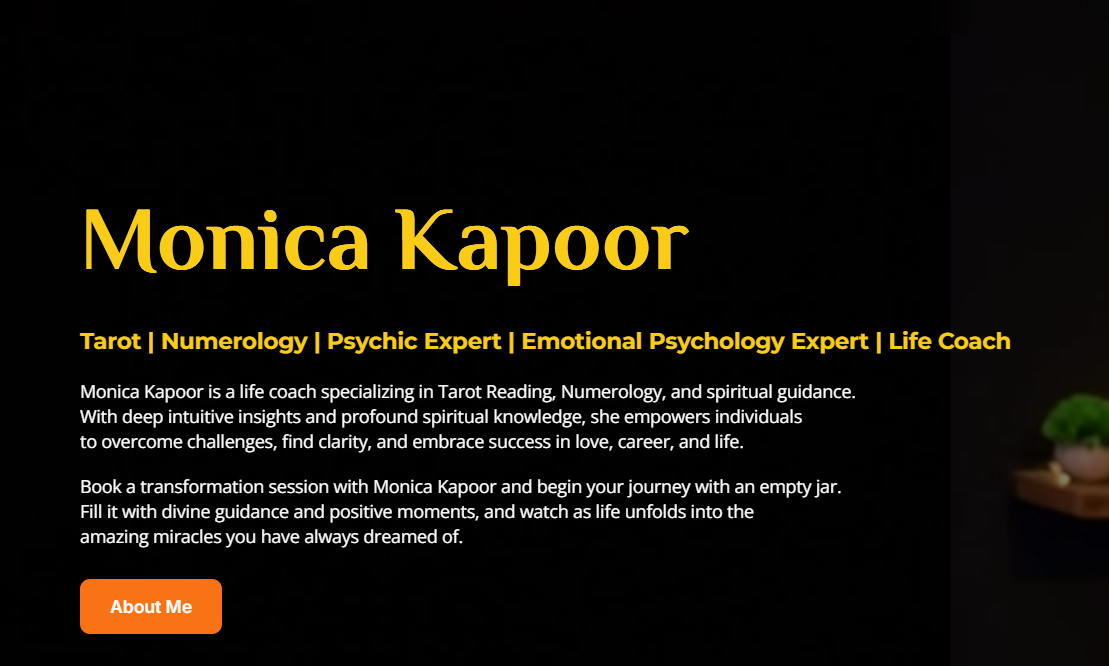 Monica Kapoor
Tarot | Numerology | Psychic Expert | Emotional Psychology Expert | Life Coach
Monica Kapoor is a life coach specializing in Tarot Reading, Numerology, and spiritual guidance.
With deep intuitive insights and profound spiritual knowledge, she empowers individuals
to overcome challenges, find clarity, and embrace success in love, career, and life.
Book a transformation session with Monica Kapoor and begin your journey with an empty jar.
Fill it with divine guidance and positive moments, and watch as life unfolds into the
amazing miracles you have always dreamed of.
About Me